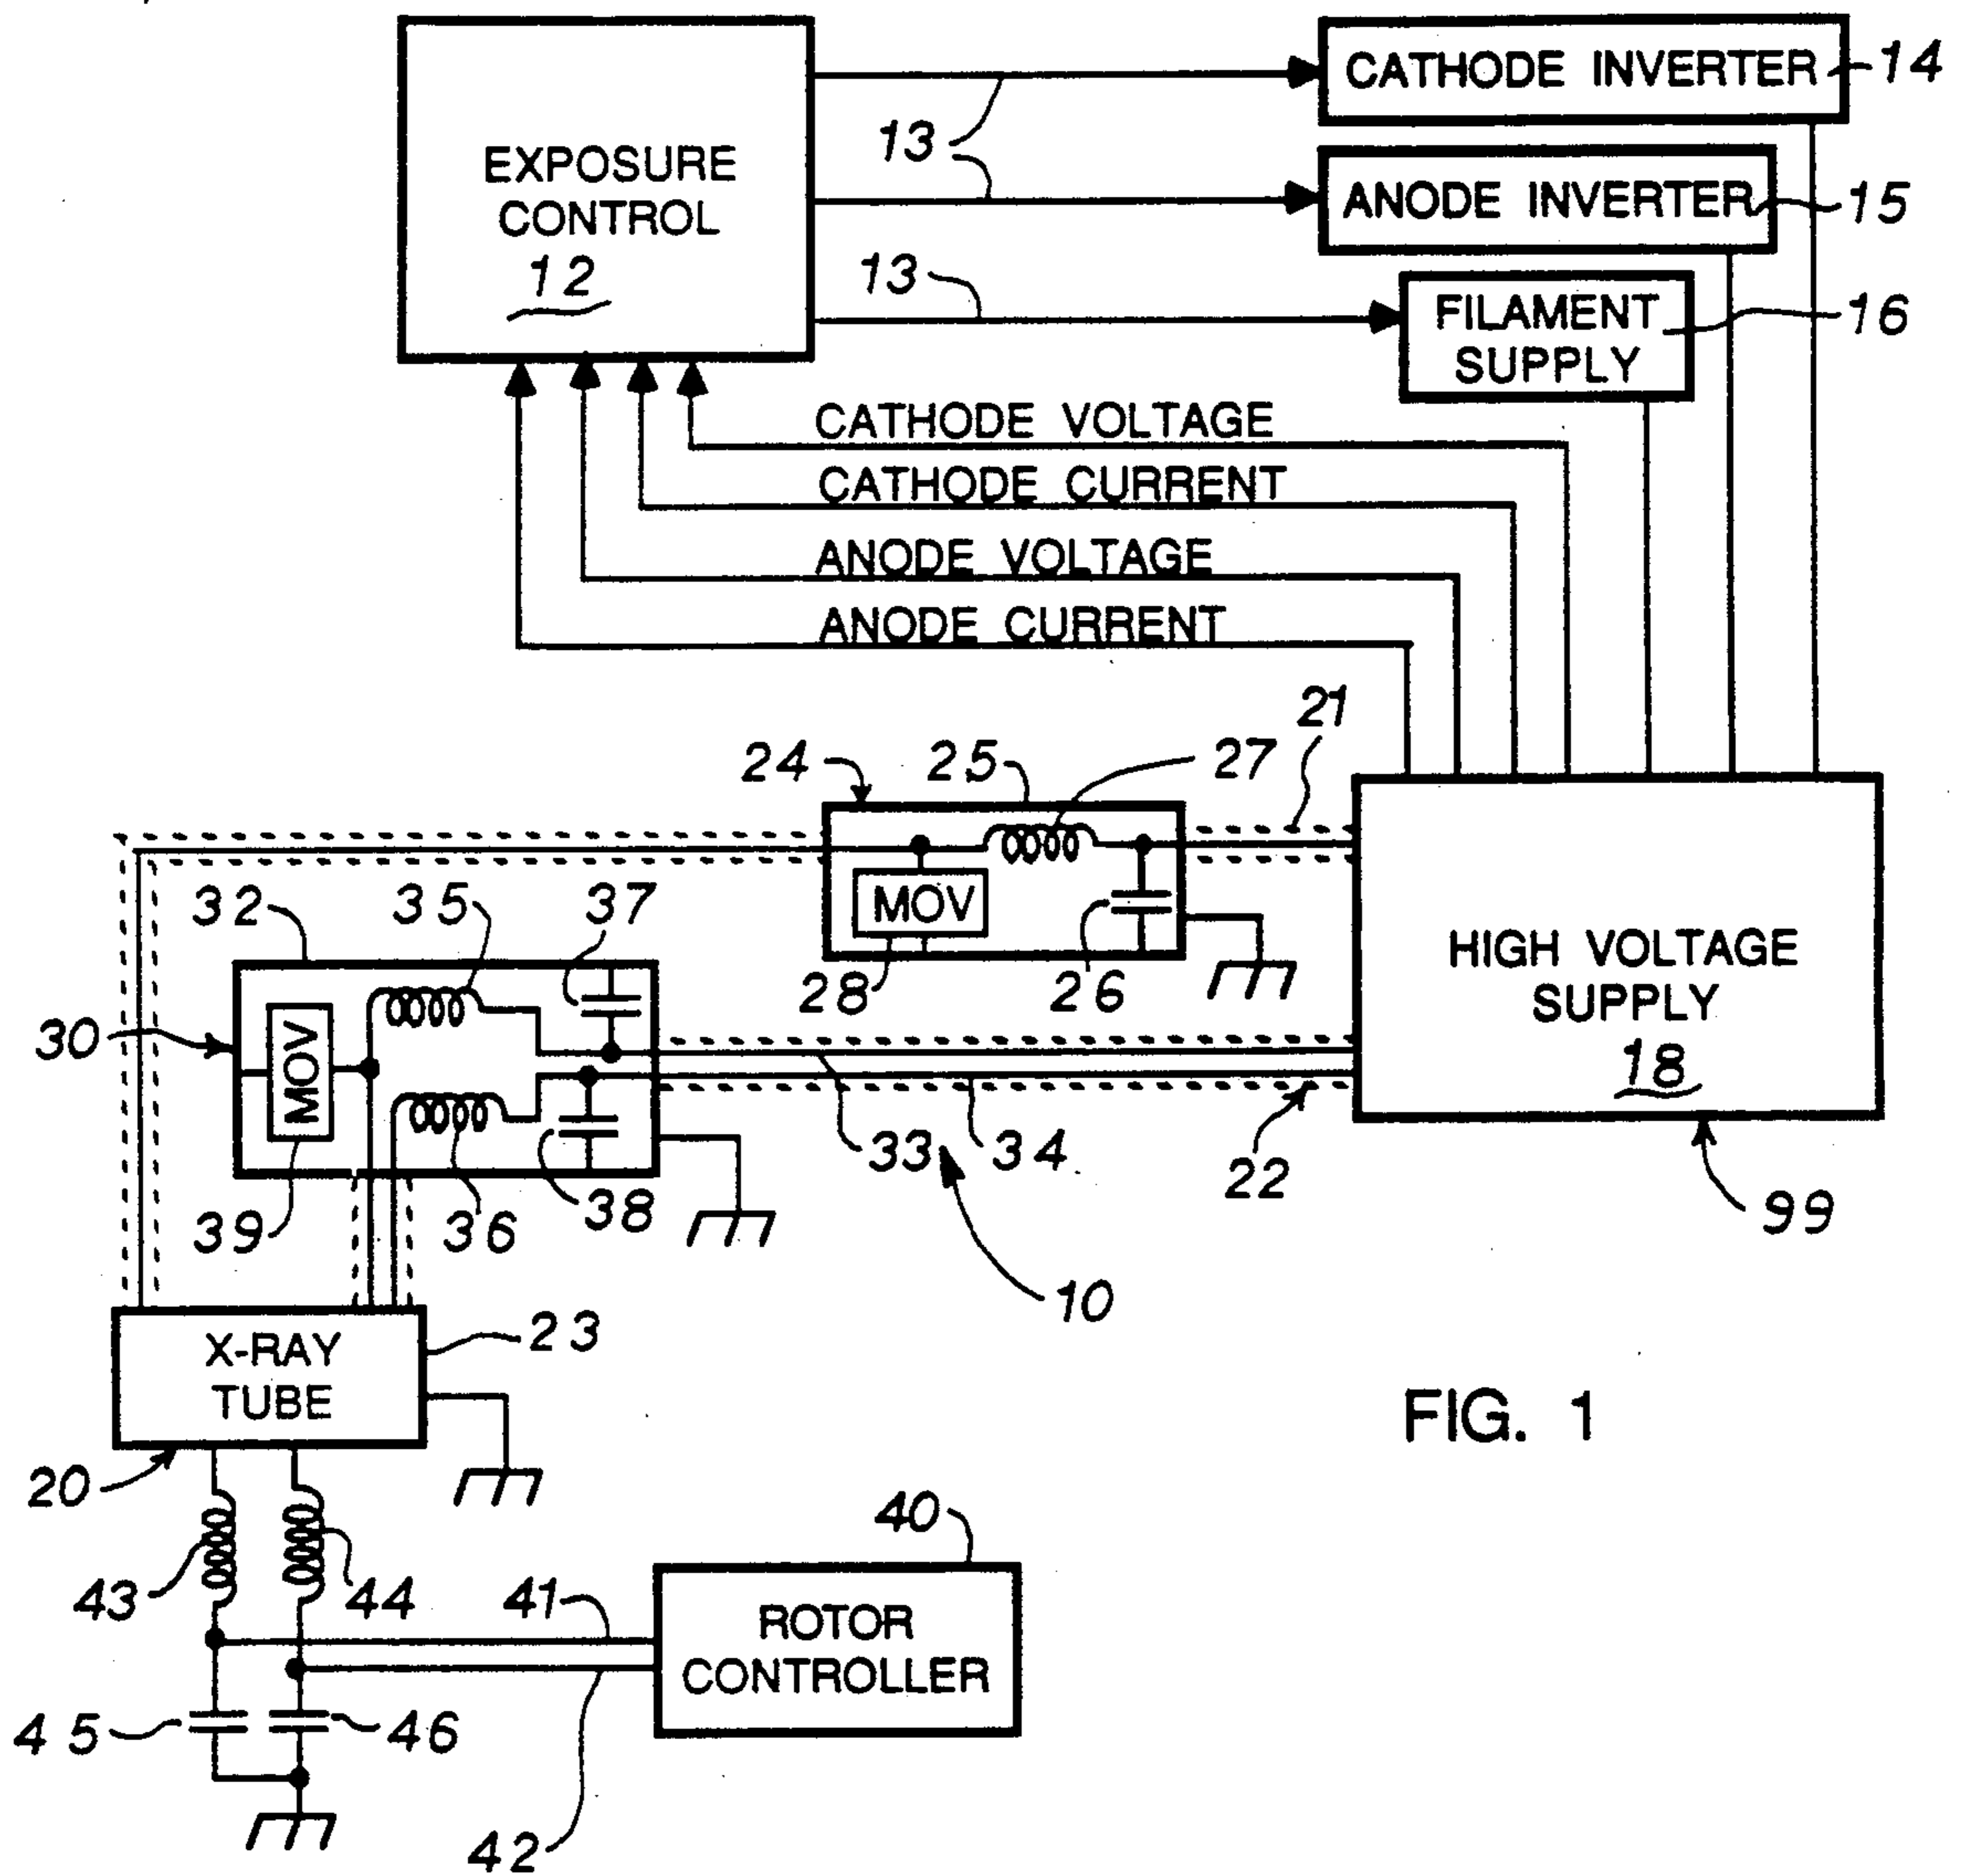 CATHODE INVERTER
14
EXPOSURE
CONTROL
12
13
ANODE INVERTER
15
13
FILAMENT
SUPPLY
16
CATHODE VOLTAGE
CATHODE CURRENT
ANODE VOLTAGE
ANODE CURRENT
21
24
25
27
MOV
28
26
HIGH VOLTAGE
SUPPLY
18
32
35
37
30
MOV
33
34
22
39
36
38
99
10
X-RAY
TUBE
23
FIG. 1
20
40
43
44
41
ROTOR
CONTROLLER
45
46
42